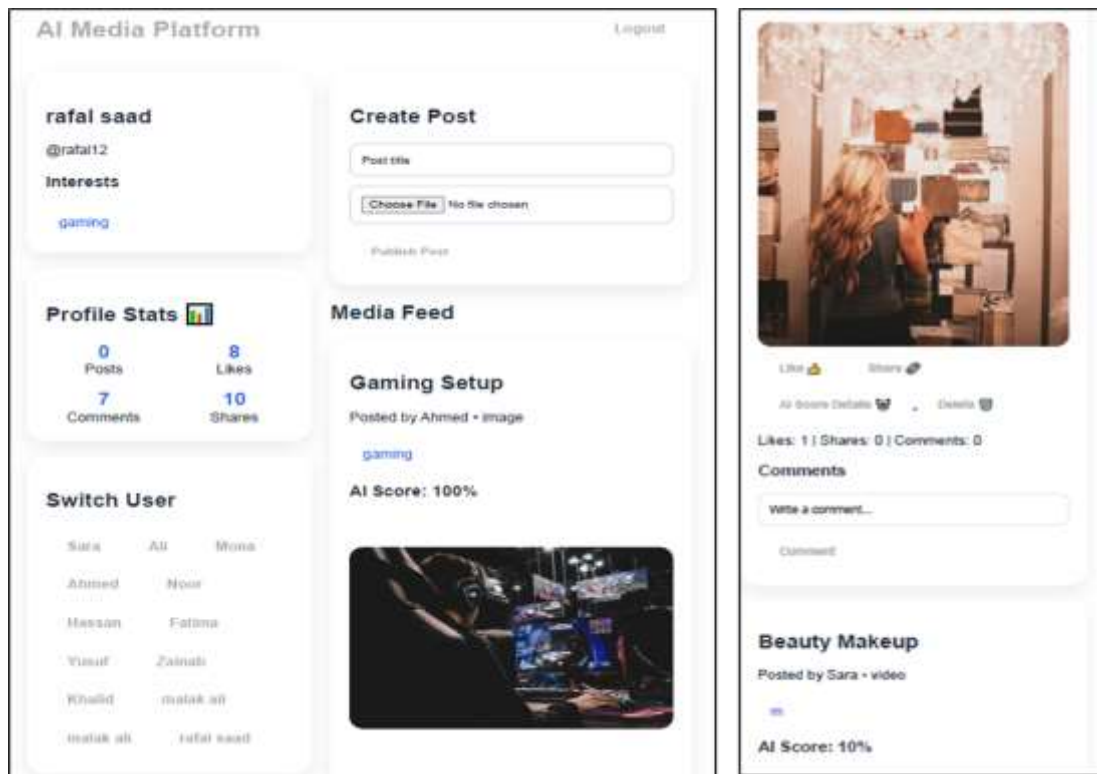 AI Media Platform
Logout
rafal saad
@rafal12
Interests
gaming
Profile Stats
0 8
Posts Likes
7 10
Comments Shares
Switch User
Sara Ali Mona
Ahmed Noor
Hassan Fatima
Yusuf Zainab
Khalid malak ali
malak ali rafal saad
Create Post
Post title
Choose File No file chosen
Publish Post
Media Feed
Gaming Setup
Posted by Ahmed • image
gaming
AI Score: 100%
Like Share
AI Score Details Delete
Likes: 1 | Shares: 0 | Comments: 0
Comments
Write a comment...
Comment
Beauty Makeup
Posted by Sara • video
AI Score: 10%